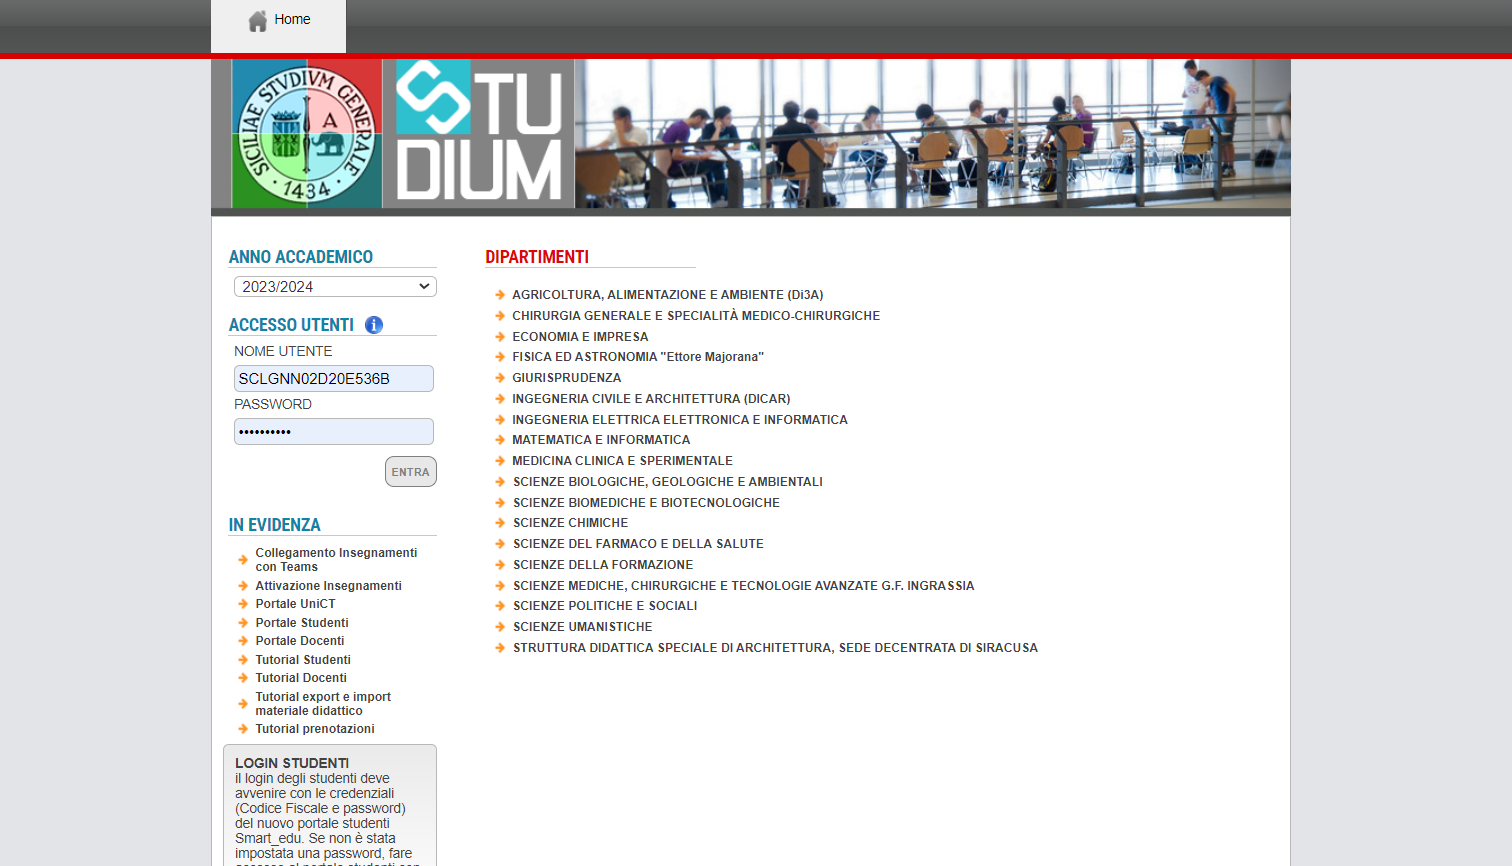 Home
SICILIAE STVDIVM GENERALE
1434
A
STU
DIUM
ANNO ACCADEMICO
2023/2024
ACCESSO UTENTI
NOME UTENTE
SCLGNN02D20E536B
PASSWORD
••••••••••
ENTRA
IN EVIDENZA
Collegamento Insegnamenti
con Teams
Attivazione Insegnamenti
Portale UniCT
Portale Studenti
Portale Docenti
Tutorial Studenti
Tutorial Docenti
Tutorial export e import
materiale didattico
Tutorial prenotazioni
LOGIN STUDENTI
il login degli studenti deve
avvenire con le credenziali
(Codice Fiscale e password)
del nuovo portale studenti
Smart_edu. Se non è stata
impostata una password, fare
DIPARTIMENTI
AGRICOLTURA, ALIMENTAZIONE E AMBIENTE (Di3A)
CHIRURGIA GENERALE E SPECIALITÀ MEDICO-CHIRURGICHE
ECONOMIA E IMPRESA
FISICA ED ASTRONOMIA "Ettore Majorana"
GIURISPRUDENZA
INGEGNERIA CIVILE E ARCHITETTURA (DICAR)
INGEGNERIA ELETTRICA ELETTRONICA E INFORMATICA
MATEMATICA E INFORMATICA
MEDICINA CLINICA E SPERIMENTALE
SCIENZE BIOLOGICHE, GEOLOGICHE E AMBIENTALI
SCIENZE BIOMEDICHE E BIOTECNOLOGICHE
SCIENZE CHIMICHE
SCIENZE DEL FARMACO E DELLA SALUTE
SCIENZE DELLA FORMAZIONE
SCIENZE MEDICHE, CHIRURGICHE E TECNOLOGIE AVANZATE G.F. INGRASSIA
SCIENZE POLITICHE E SOCIALI
SCIENZE UMANISTICHE
STRUTTURA DIDATTICA SPECIALE DI ARCHITETTURA, SEDE DECENTRATA DI SIRACUSA